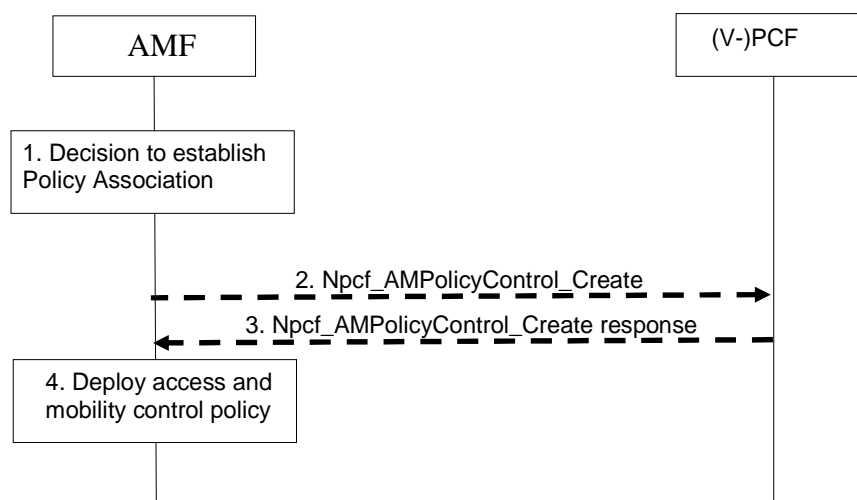 AMF
(V-)PCF
1. Decision to establish
Policy Association
2. Npcf_AMPolicyControl_Create
3. Npcf_AMPolicyControl_Create response
4. Deploy access and
mobility control policy